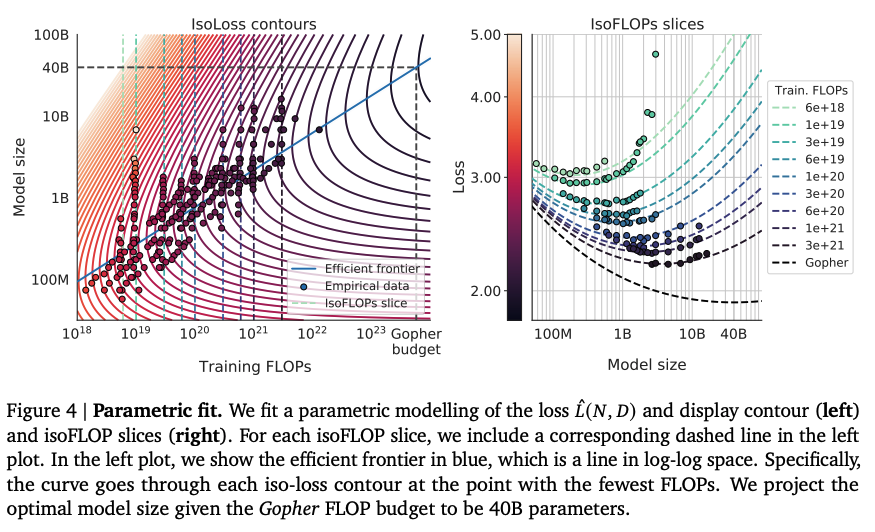 IsoLoss contours
100B
40B
10B
1B
100M
Model size
Efficient frontier
Empirical data
IsoFLOPs slice
10^18
10^19
10^20
10^21
10^22
10^23
Gopher
budget
Training FLOPs
IsoFLOPs slices
5.00
4.00
3.00
2.00
Loss
100M
1B
10B
40B
Model size
Train. FLOPs
6e+18
1e+19
3e+19
6e+19
1e+20
3e+20
6e+20
1e+21
3e+21
Gopher
Figure 4 | Parametric fit. We fit a parametric modelling of the loss L̂(N, D) and display contour (left)
and isoFLOP slices (right). For each isoFLOP slice, we include a corresponding dashed line in the left
plot. In the left plot, we show the efficient frontier in blue, which is a line in log-log space. Specifically,
the curve goes through each iso-loss contour at the point with the fewest FLOPs. We project the
optimal model size given the Gopher FLOP budget to be 40B parameters.